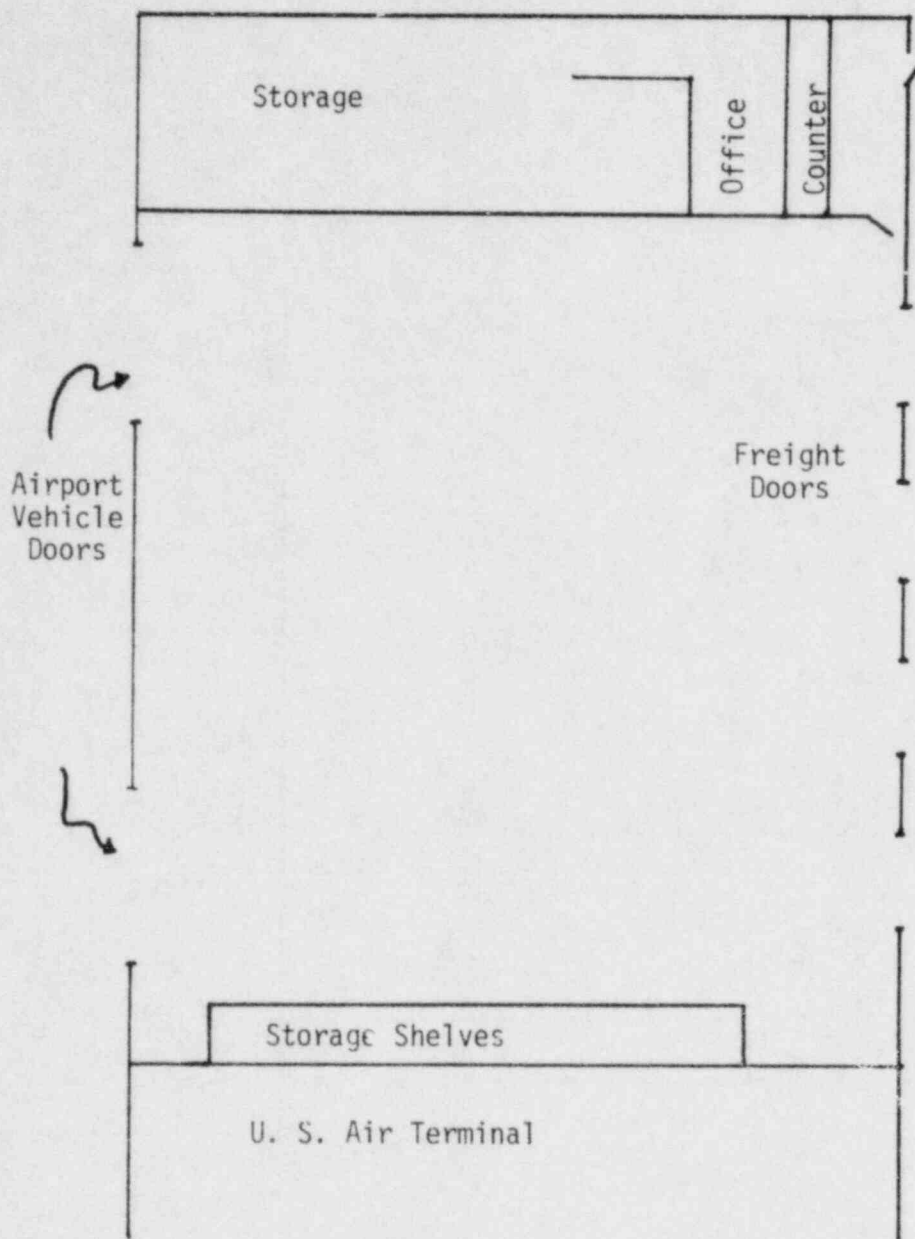 Storage
Office
Counter
Airport
Vehicle
Doors
Freight
Doors
Storage Shelves
U. S. Air Terminal